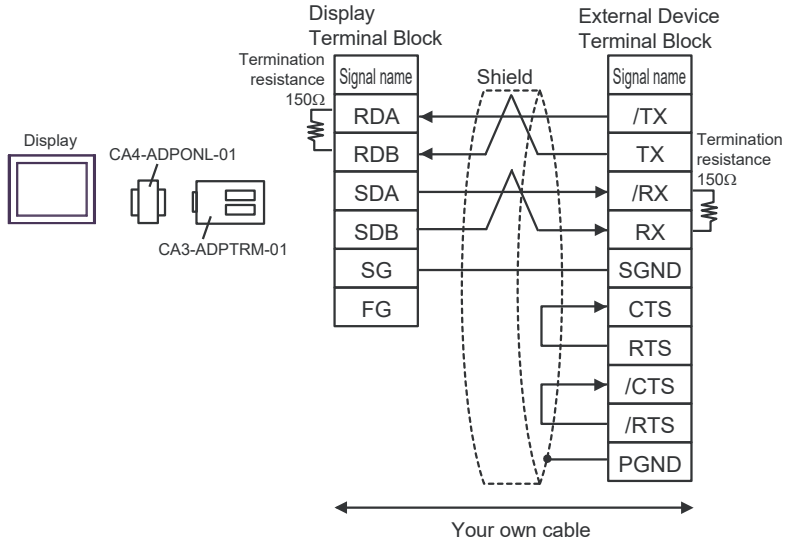 Display
Terminal Block
External Device
Terminal Block
Termination
resistance
150Ω
Signal name
RDA
RDB
SDA
SDB
SG
FG
Shield
Signal name
/TX
TX
/RX
RX
SGND
CTS
RTS
/CTS
/RTS
PGND
Termination
resistance
150Ω
Display
CA4-ADPONL-01
CA3-ADPTRM-01
Your own cable